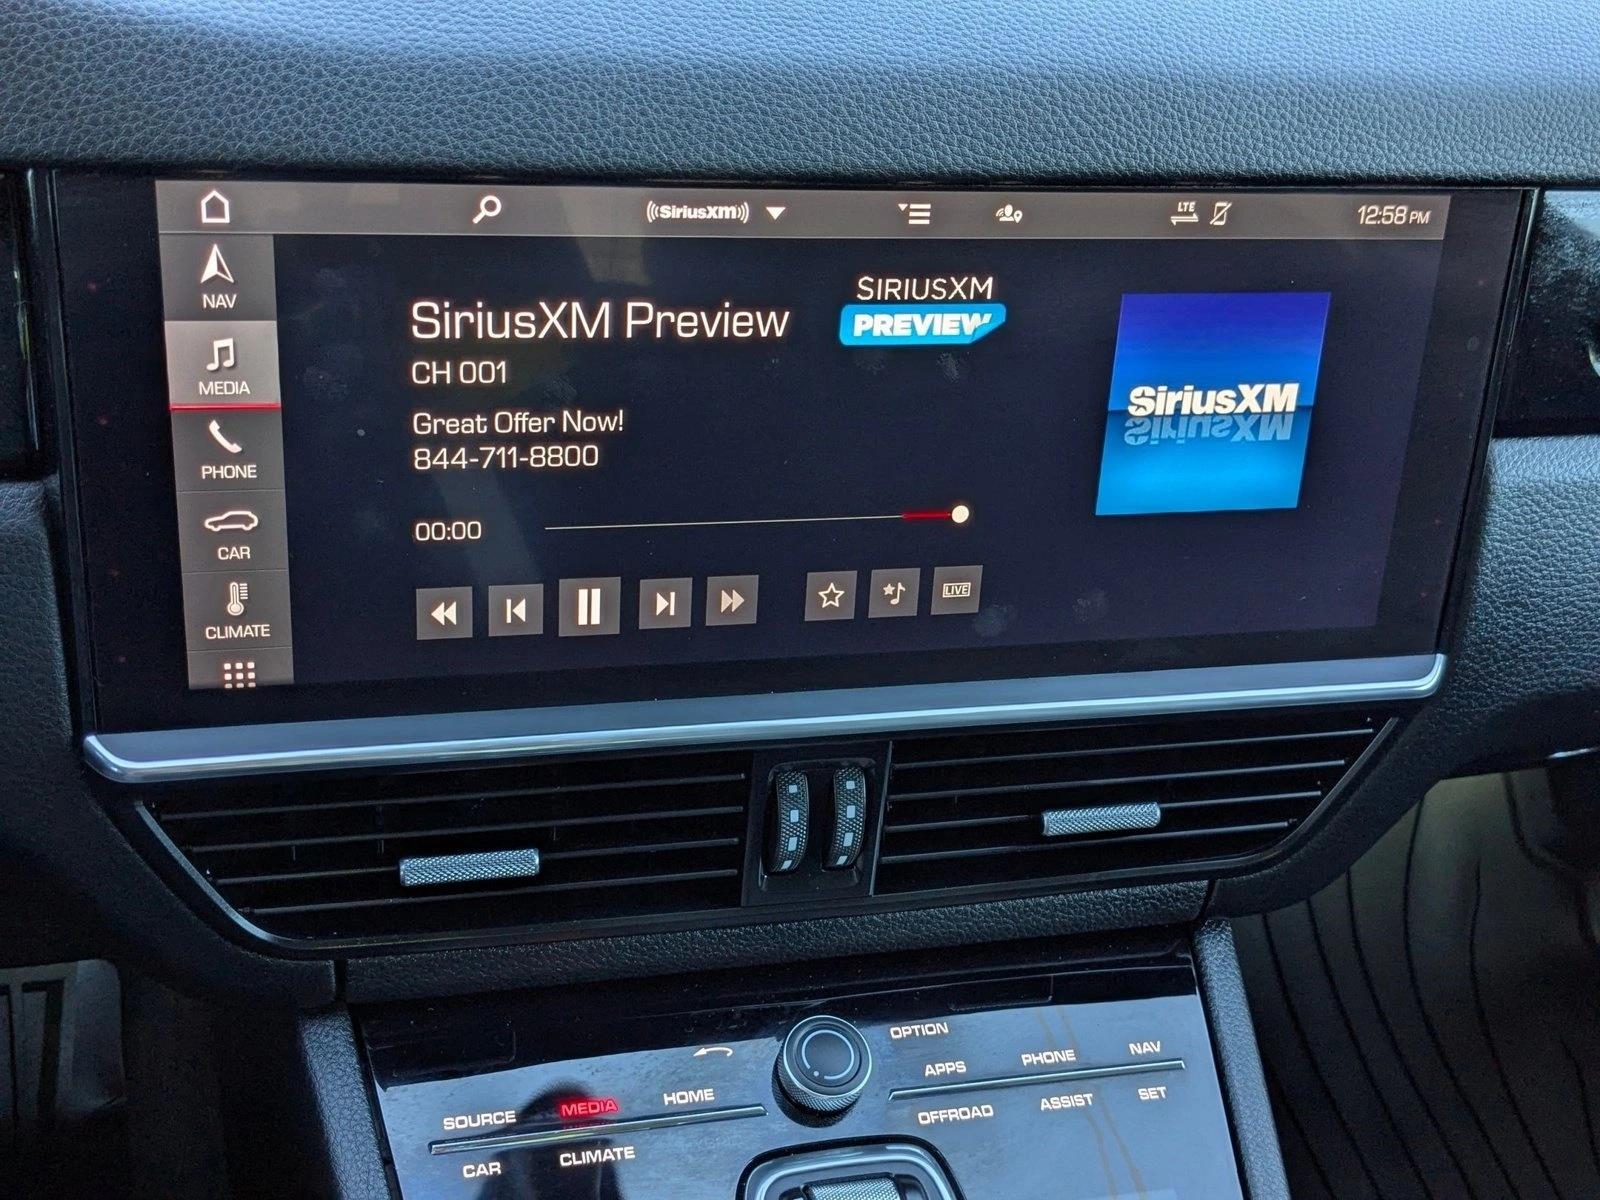 ((SiriusXM)) LTE 12:58 PM
NAV
MEDIA
PHONE
CAR
CLIMATE
SiriusXM Preview
CH 001
Great Offer Now!
844-711-8800
00:00
SIRIUSXM
PREVIEW
SiriusXM
LIVE
OPTION
SOURCE MEDIA HOME APPS PHONE NAV
CAR CLIMATE OFFROAD ASSIST SET